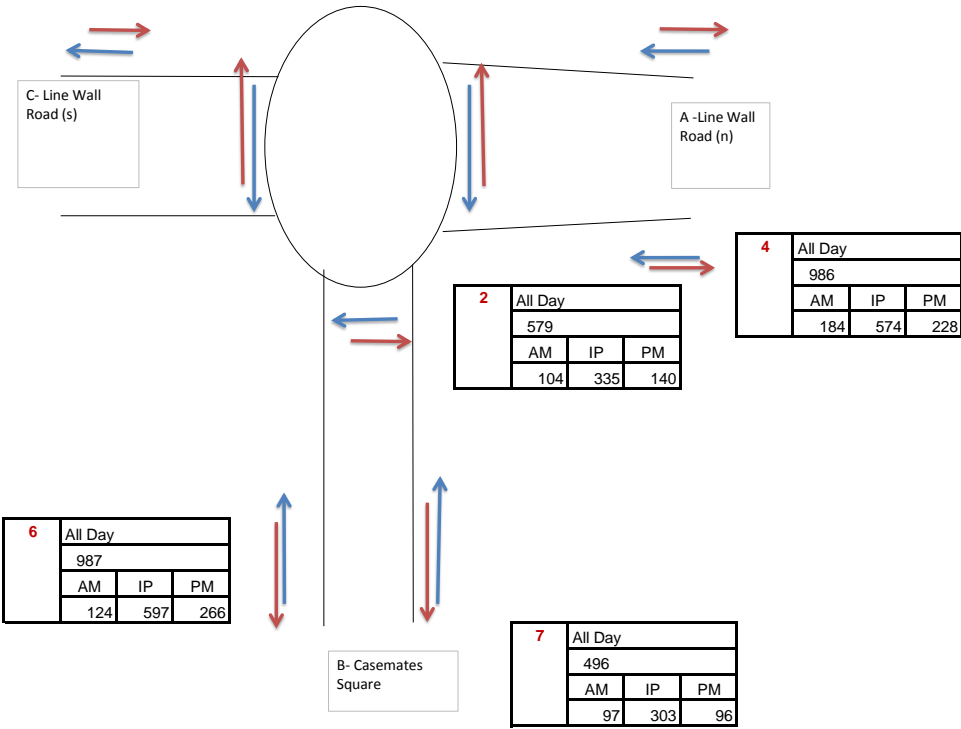 C- Line Wall
Road (s)
A -Line Wall
Road (n)
4 All Day
986
AM IP PM
184 574 228
2 All Day
579
AM IP PM
104 335 140
6 All Day
987
AM IP PM
124 597 266
7 All Day
496
AM IP PM
97 303 96
B- Casemates
Square